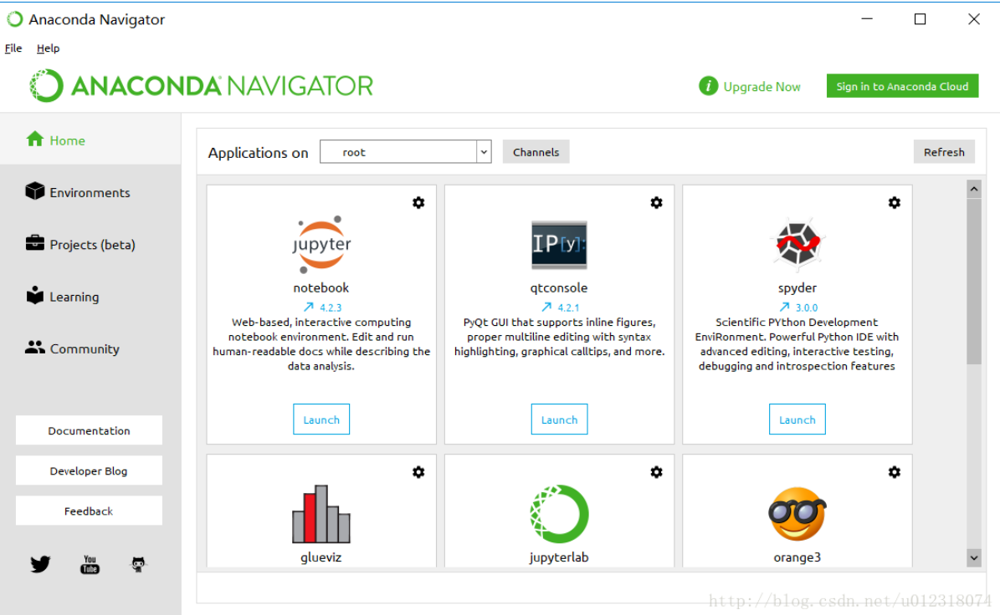 Anaconda Navigator
File Help
ANACONDA NAVIGATOR
i Upgrade Now
Sign in to Anaconda Cloud
Home
Environments
Projects (beta)
Learning
Community
Documentation
Developer Blog
Feedback
You Tube
Applications on root Channels Refresh
jupyter
notebook
4.2.3
Web-based, interactive computing
notebook environment. Edit and run
human-readable docs while describing the
data analysis.
Launch
IP[y]:
qtconsole
4.2.1
PyQt GUI that supports inline figures,
proper multiline editing with syntax
highlighting, graphical calltips, and more.
Launch
spyder
3.0.0
Scientific PYthon Development
EnviRonment. Powerful Python IDE with
advanced editing, interactive testing,
debugging and introspection features
Launch
glueviz
jupyterlab
orange3
http://blog.csdn.net/u012318074